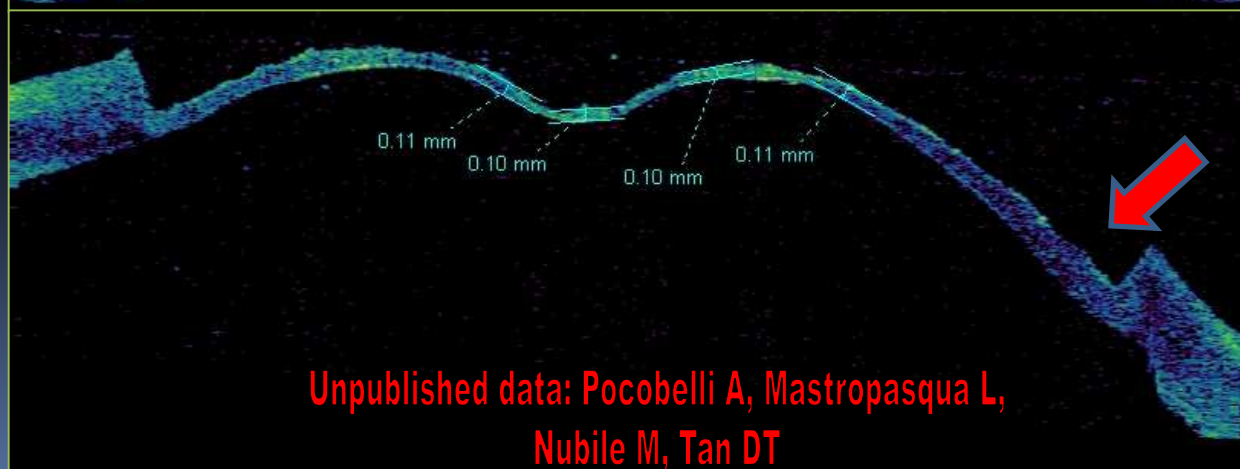 0.11 mm
0.10 mm
0.10 mm
0.11 mm
Unpublished data: Pocobelli A, Mastropasqua L,
Nubile M, Tan DT